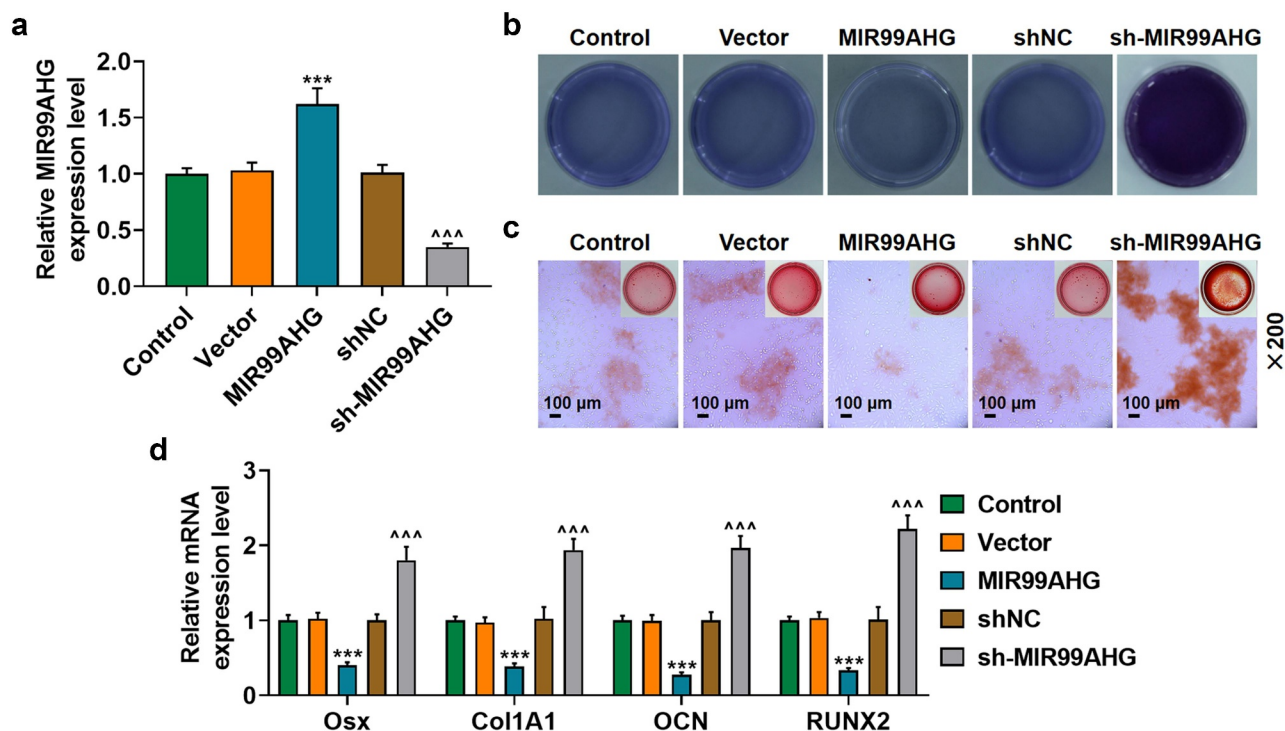 a
Relative MIR99AHG
expression level
2.0
1.5
1.0
0.5
0.0
***
^^^
Control
Vector
MIR99AHG
shNC
sh-MIR99AHG
b
Control Vector MIR99AHG shNC sh-MIR99AHG
c
Control Vector MIR99AHG shNC sh-MIR99AHG
100 µm 100 µm 100 µm 100 µm 100 µm
×200
d
Relative mRNA
expression level
3
2
1
0
*** ^^^ *** ^^^ *** ^^^ *** ^^^
Osx Col1A1 OCN RUNX2
Control
Vector
MIR99AHG
shNC
sh-MIR99AHG